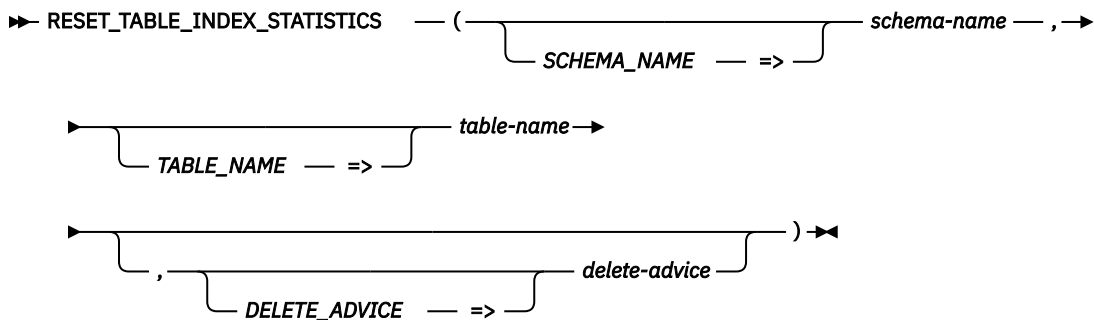 RESET_TABLE_INDEX_STATISTICS ( schema-name ,
SCHEMA_NAME =>
table-name
TABLE_NAME =>
)
, delete-advice
DELETE_ADVICE =>